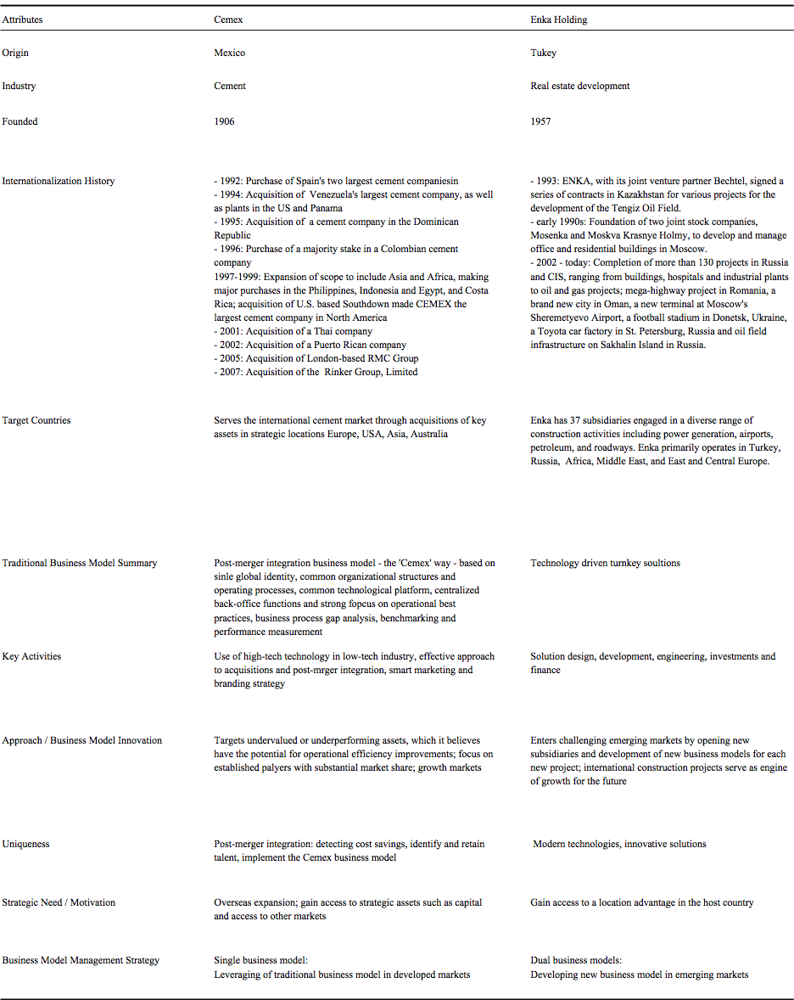 Attributes Cemex Enka Holding
Origin Mexico Tukey
Industry Cement Real estate development
Founded 1906 1957
Internationalization History
- 1992: Purchase of Spain's two largest cement companiesin
- 1994: Acquisition of Venezuela's largest cement company, as well
as plants in the US and Panama
- 1995: Acquisition of a cement company in the Dominican
Republic
- 1996: Purchase of a majority stake in a Colombian cement
company
1997-1999: Expansion of scope to include Asia and Africa, making
major purchases in the Philippines, Indonesia and Egypt, and Costa
Rica; acquisition of U.S. based Southdown made CEMEX the
largest cement company in North America
- 2001: Acquisition of a Thai company
- 2002: Acquisition of a Puerto Rican company
- 2005: Acquisition of London-based RMC Group
- 2007: Acquisition of the Rinker Group, Limited
- 1993: ENKA, with its joint venture partner Bechtel, signed a
series of contracts in Kazakhstan for various projects for the
development of the Tengiz Oil Field.
- early 1990s: Foundation of two joint stock companies,
Mosenka and Moskva Krasnye Holmy, to develop and manage
office and residential buildings in Moscow.
- 2002 - today: Completion of more than 130 projects in Russia
and CIS, ranging from buildings, hospitals and industrial plants
to oil and gas projects; mega-highway project in Romania, a
brand new city in Oman, a new terminal at Moscow's
Sheremetyevo Airport, a football stadium in Donetsk, Ukraine,
a Toyota car factory in St. Petersburg, Russia and oil field
infrastructure on Sakhalin Island in Russia.
Target Countries
Serves the international cement market through acquisitions of key
assets in strategic locations Europe, USA, Asia, Australia
Enka has 37 subsidiaries engaged in a diverse range of
construction activities including power generation, airports,
petroleum, and roadways. Enka primarily operates in Turkey,
Russia, Africa, Middle East, and East and Central Europe.
Traditional Business Model Summary
Post-merger integration business model - the 'Cemex' way - based on
sinle global identity, common organizational structures and
operating processes, common technological platform, centralized
back-office functions and strong fopcus on operational best
practices, business process gap analysis, benchmarking and
performance measurement
Technology driven turnkey soultions
Key Activities
Use of high-tech technology in low-tech industry, effective approach
to acquisitions and post-mrger integration, smart marketing and
branding strategy
Solution design, development, engineering, investments and
finance
Approach / Business Model Innovation
Targets undervalued or underperforming assets, which it believes
have the potential for operational efficiency improvements; focus on
established palyers with substantial market share; growth markets
Enters challenging emerging markets by opening new
subsidiaries and development of new business models for each
new project; international construction projects serve as engine
of growth for the future
Uniqueness
Post-merger integration: detecting cost savings, identify and retain
talent, implement the Cemex business model
Modern technologies, innovative solutions
Strategic Need / Motivation
Overseas expansion; gain access to strategic assets such as capital
and access to other markets
Gain access to a location advantage in the host country
Business Model Management Strategy
Single business model:
Leveraging of traditional business model in developed markets
Dual business models:
Developing new business model in emerging markets